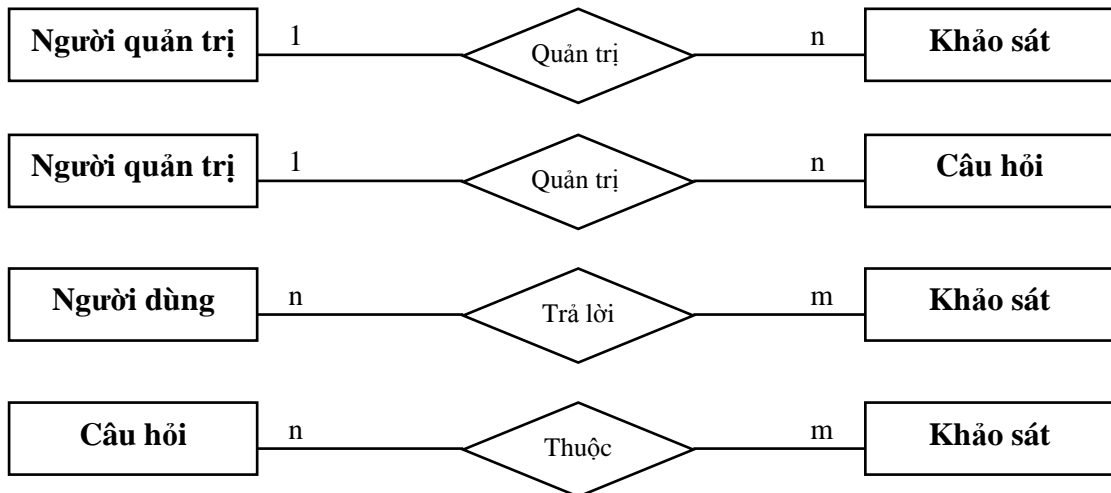 Người quản trị 1 Quản trị n Khảo sát
Người quản trị 1 Quản trị n Câu hỏi
Người dùng n Trả lời m Khảo sát
Câu hỏi n Thuộc m Khảo sát